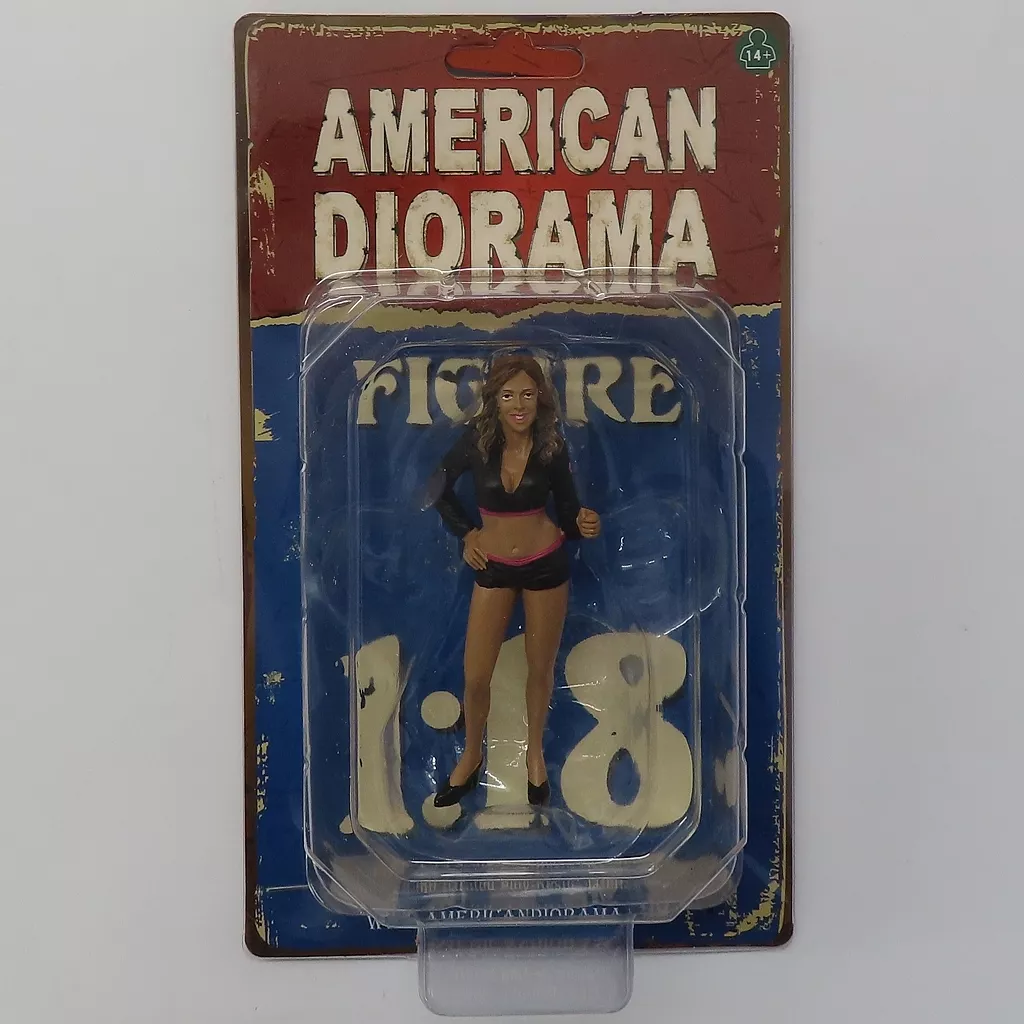 14+
AMERICAN
DIORAMA
FIGURE
1:18
AMERICANDIORAMA